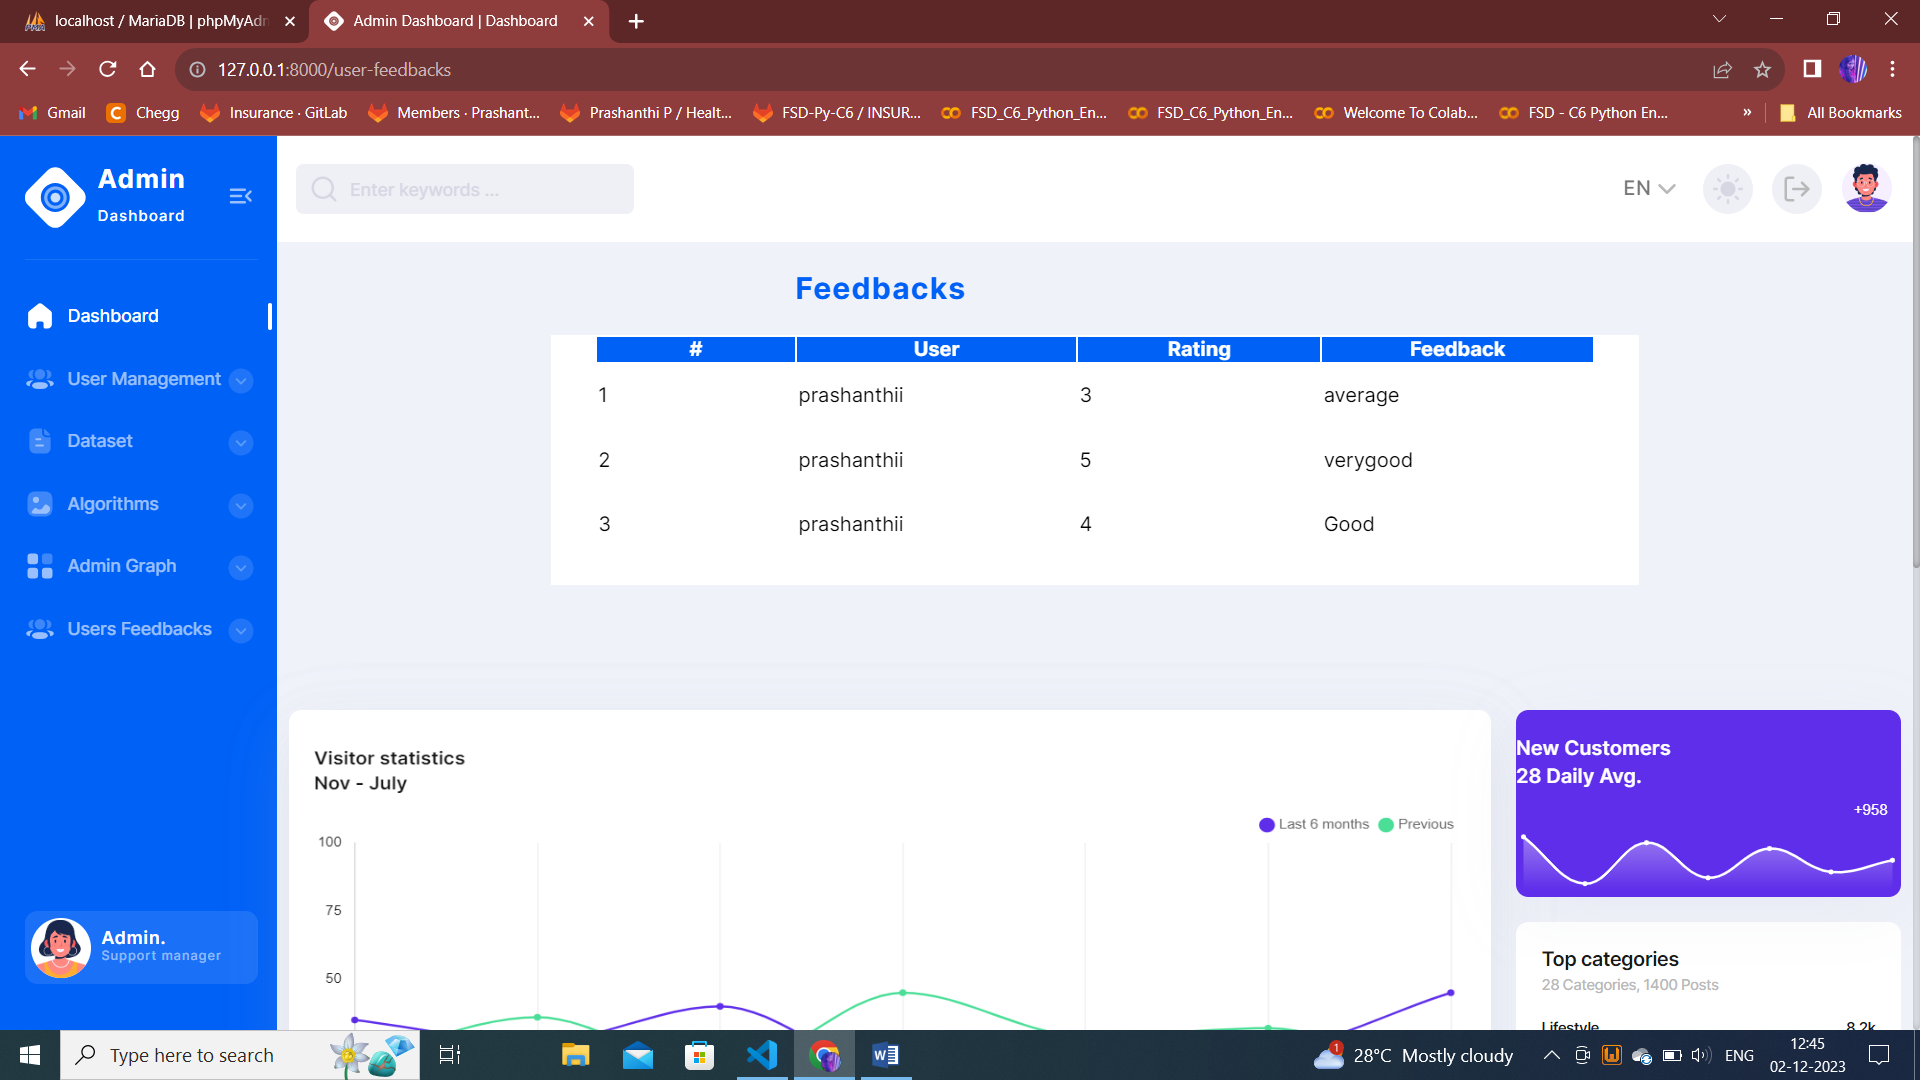 localhost / MariaDB | phpMyAdn
Admin Dashboard | Dashboard
127.0.0.1:8000/user-feedbacks
Gmail
Chegg
Insurance · GitLab
Members · Prashant...
Prashanthi P / Healt...
FSD-Py-C6 / INSUR...
FSD_C6_Python_En...
FSD_C6_Python_En...
Welcome To Colab...
FSD - C6 Python En...
»
All Bookmarks
Admin
Dashboard
Enter keywords ...
EN
Dashboard
User Management
Dataset
Algorithms
Admin Graph
Users Feedbacks
Admin.
Support manager
Feedbacks
# User Rating Feedback
1 prashanthii 3 average
2 prashanthii 5 verygood
3 prashanthii 4 Good
Visitor statistics
Nov - July
Last 6 months Previous
100
75
50
New Customers
28 Daily Avg.
+958
Top categories
28 Categories, 1400 Posts
Lifestyle 8.2k
Type here to search
1
28°C Mostly cloudy
ENG
12:45
02-12-2023